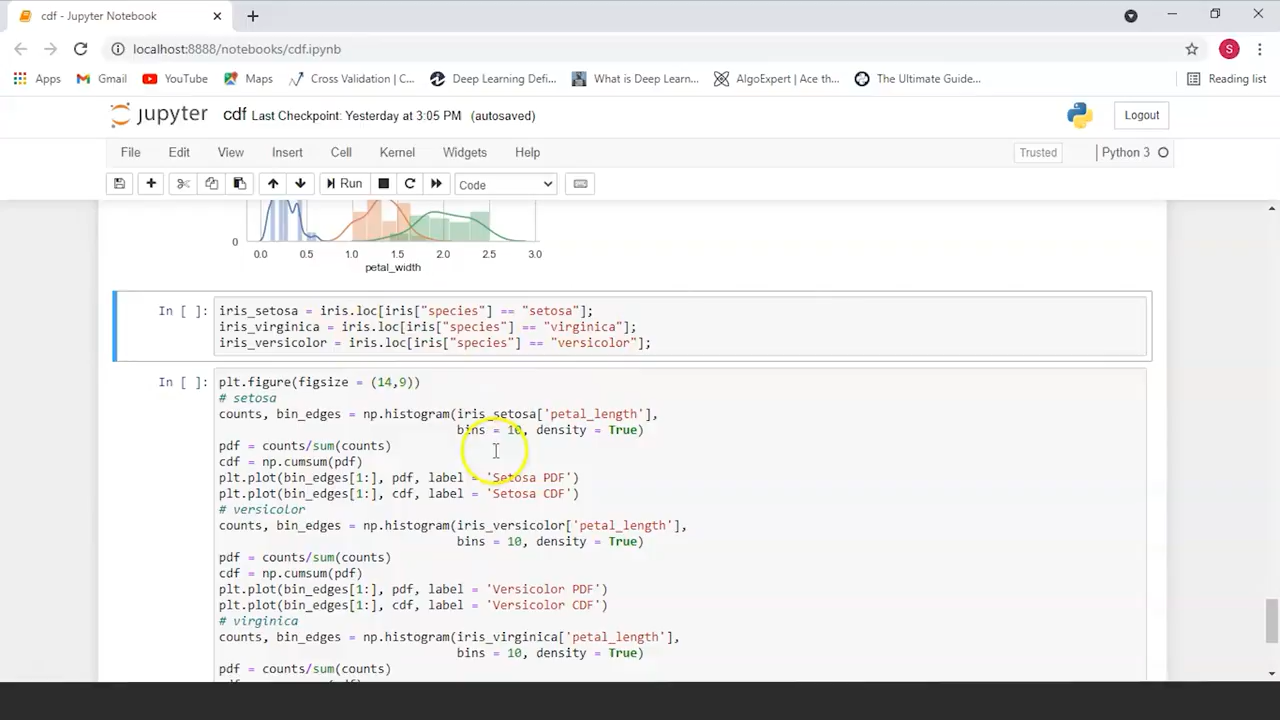 cdf - Jupyter Notebook
localhost:8888/notebooks/cdf.ipynb
S
Apps Gmail YouTube Maps Cross Validation | C... Deep Learning Defi... What is Deep Learn... AlgoExpert | Ace th... The Ultimate Guide... Reading list
jupyter cdf Last Checkpoint: Yesterday at 3:05 PM (autosaved) Logout
File Edit View Insert Cell Kernel Widgets Help Trusted Python 3
Run Code
0
0.0 0.5 1.0 1.5 2.0 2.5 3.0
petal_width
In [ ]: iris_setosa = iris.loc[iris["species"] == "setosa"];
iris_virginica = iris.loc[iris["species"] == "virginica"];
iris_versicolor = iris.loc[iris["species"] == "versicolor"];
In [ ]: plt.figure(figsize = (14,9))
# setosa
counts, bin_edges = np.histogram(iris_setosa['petal_length'],
bins = 10, density = True)
pdf = counts/sum(counts)
cdf = np.cumsum(pdf)
plt.plot(bin_edges[1:], pdf, label = 'Setosa PDF')
plt.plot(bin_edges[1:], cdf, label = 'Setosa CDF')
# versicolor
counts, bin_edges = np.histogram(iris_versicolor['petal_length'],
bins = 10, density = True)
pdf = counts/sum(counts)
cdf = np.cumsum(pdf)
plt.plot(bin_edges[1:], pdf, label = 'Versicolor PDF')
plt.plot(bin_edges[1:], cdf, label = 'Versicolor CDF')
# virginica
counts, bin_edges = np.histogram(iris_virginica['petal_length'],
bins = 10, density = True)
pdf = counts/sum(counts)